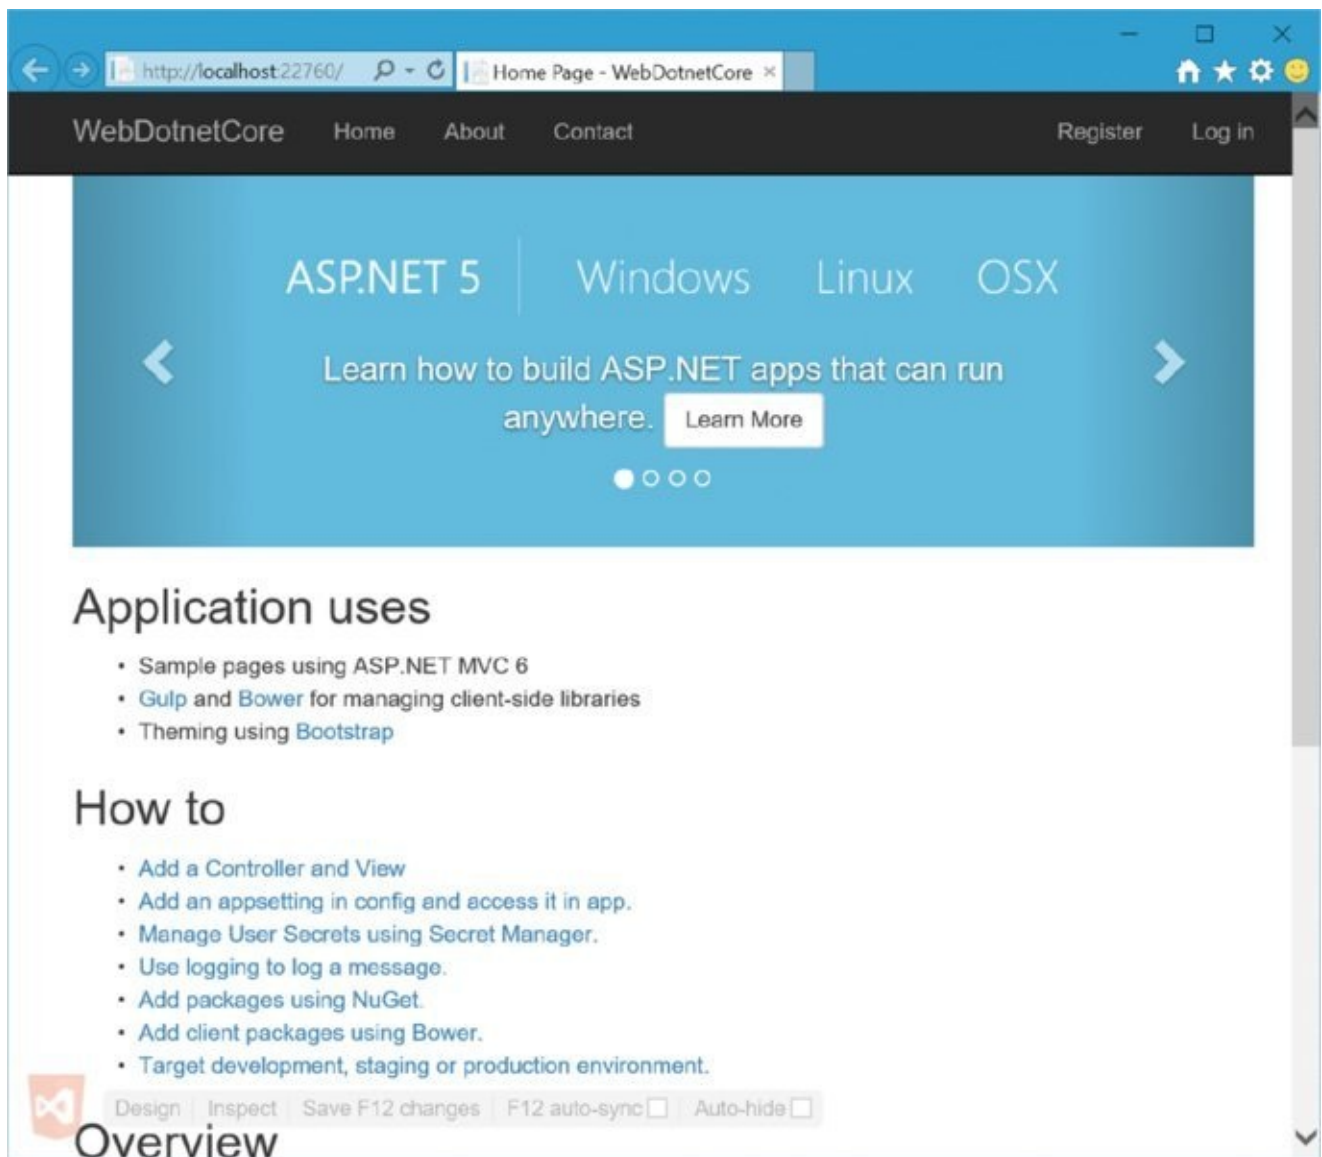 http://localhost:22760/
Home Page - WebDotnetCore
WebDotnetCore Home About Contact Register Log in
ASP.NET 5 Windows Linux OSX
Learn how to build ASP.NET apps that can run
anywhere. Learn More
Application uses
• Sample pages using ASP.NET MVC 6
• Gulp and Bower for managing client-side libraries
• Theming using Bootstrap
How to
• Add a Controller and View
• Add an appsetting in config and access it in app.
• Manage User Secrets using Secret Manager.
• Use logging to log a message.
• Add packages using NuGet.
• Add client packages using Bower.
• Target development, staging or production environment.
Design Inspect Save F12 changes F12 auto-sync Auto-hide
Overview